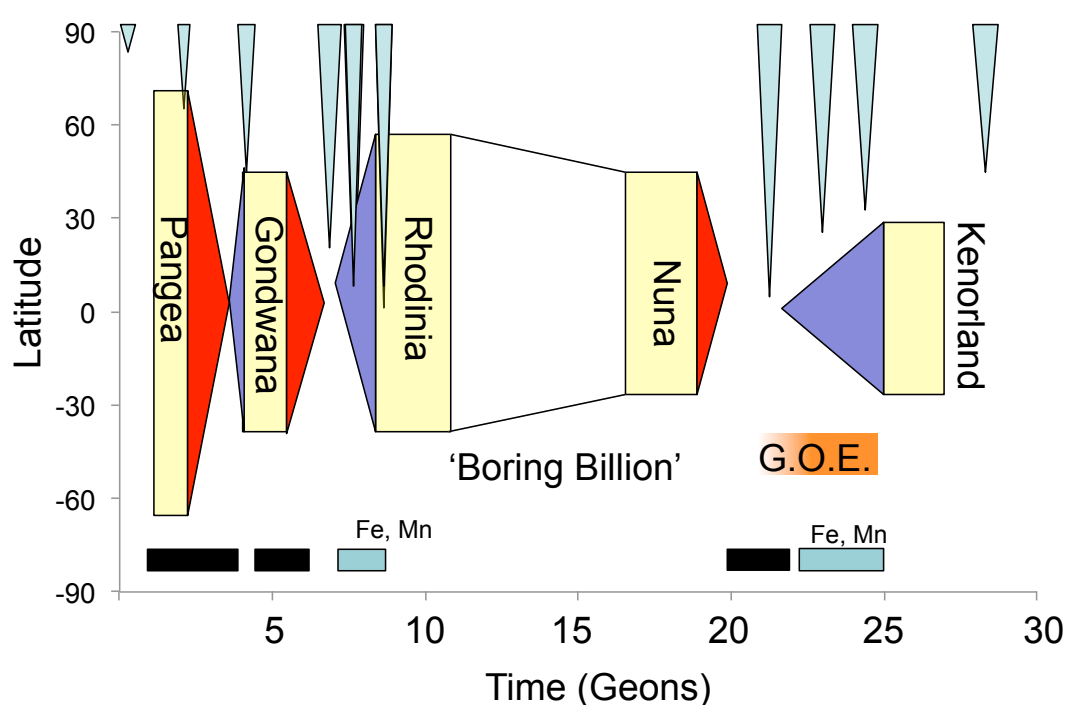 90
60
30
0
-30
-60
-90
Latitude
Pangea
Gondwana
Rhodinia
Nuna
Kenorland
'Boring Billion'
G.O.E.
Fe, Mn
Fe, Mn
5
10
15
20
25
30
Time (Geons)